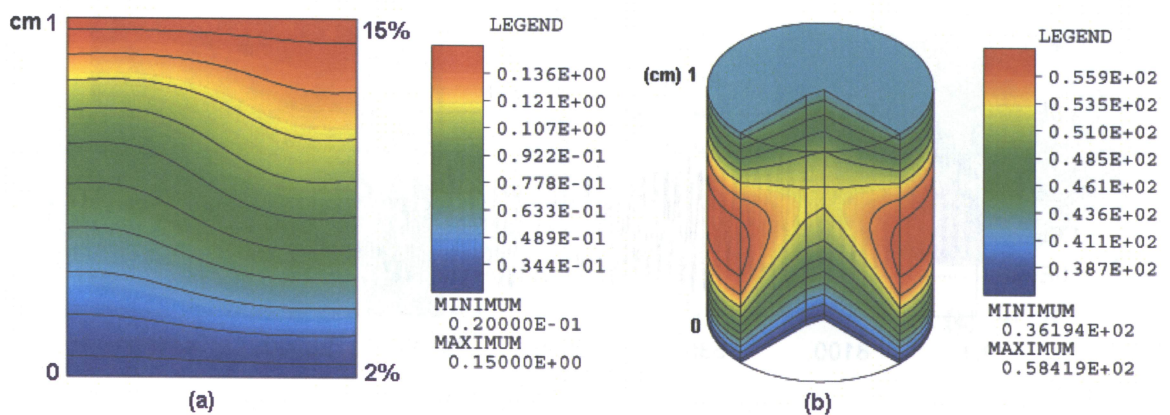 cm 1
15%
LEGEND
0.136E+00
0.121E+00
0.107E+00
0.922E-01
0.778E-01
0.633E-01
0.489E-01
0.344E-01
MINIMUM
0.20000E-01
MAXIMUM
0.15000E+00
0
2%
(a)
(cm) 1
LEGEND
0.559E+02
0.535E+02
0.510E+02
0.485E+02
0.461E+02
0.436E+02
0.411E+02
0.387E+02
MINIMUM
0.36194E+02
MAXIMUM
0.58419E+02
0
(b)